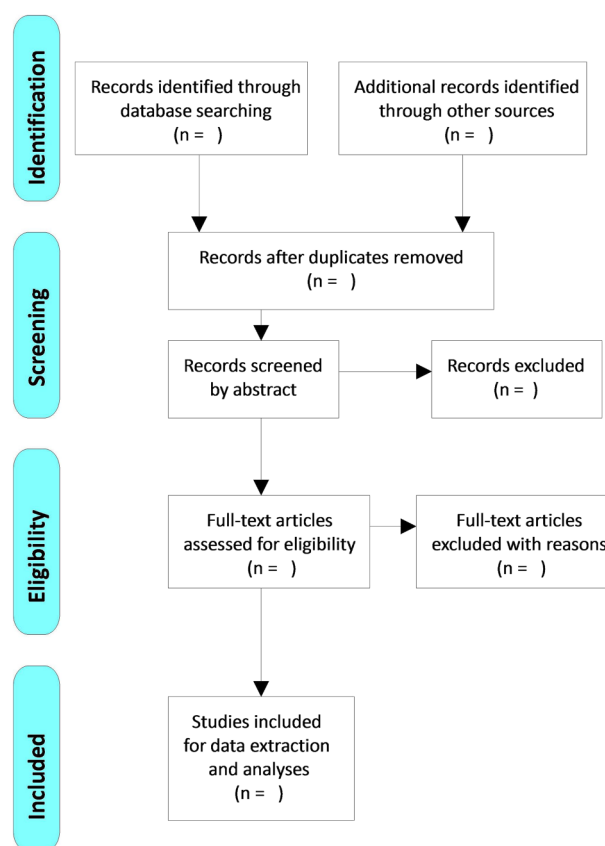 Identification
Records identified through
database searching
(n =   )
Additional records identified
through other sources
(n =   )
Screening
Records after duplicates removed
(n =   )
Records screened
by abstract
Records excluded
(n =   )
Eligibility
Full-text articles
assessed for eligibility
(n =   )
Full-text articles
excluded with reasons
(n =   )
Included
Studies included
for data extraction
and analyses
(n =   )